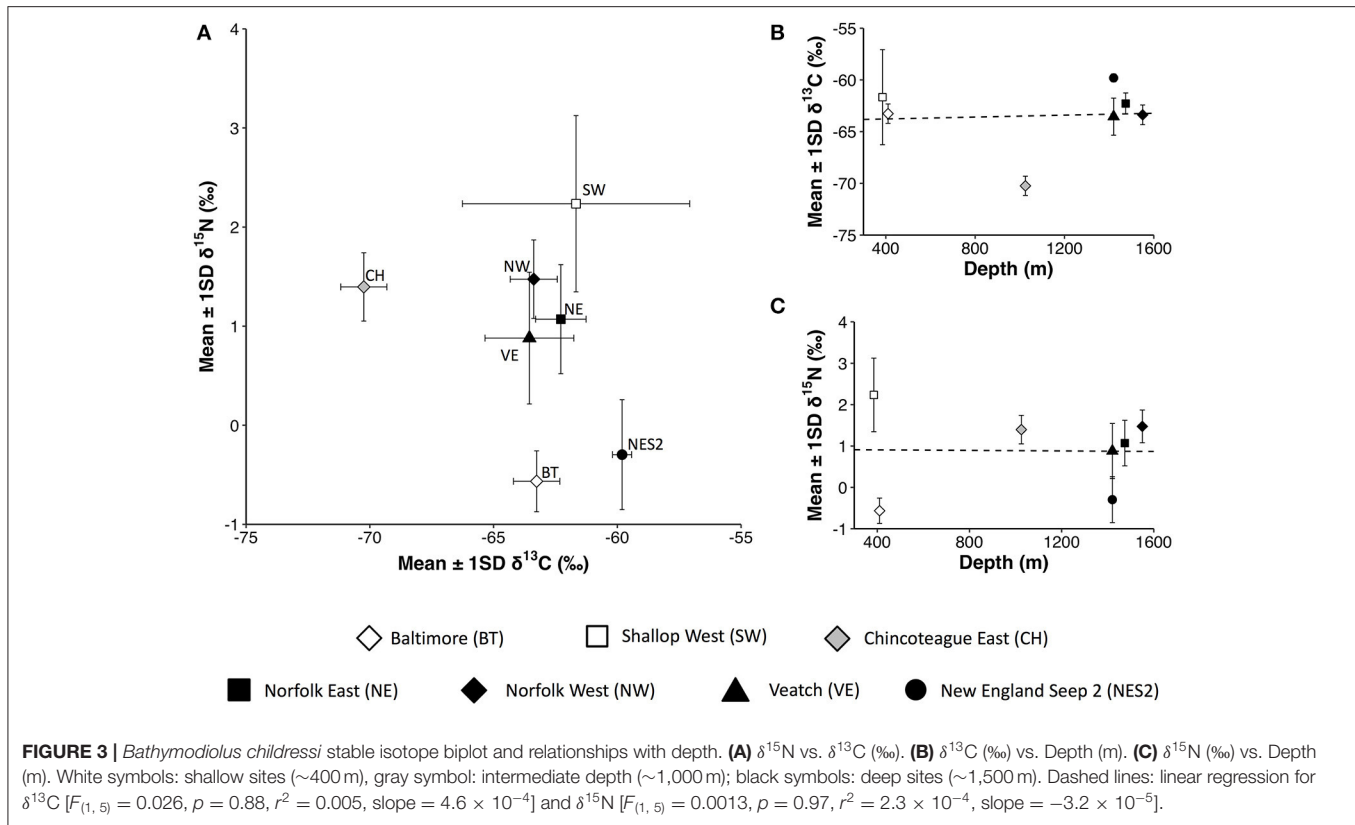 A
Mean ± 1SD δ¹⁵N (‰)
4
3
2
1
0
-1
SW
CH
NW
NE
VE
NES2
BT
-75 -70 -65 -60 -55
Mean ± 1SD δ¹³C (‰)
B
Mean ± 1SD δ¹³C (‰)
-55
-60
-65
-70
-75
400 800 1200 1600
Depth (m)
C
Mean ± 1SD δ¹⁵N (‰)
4
3
2
1
0
-1
400 800 1200 1600
Depth (m)
Baltimore (BT) Shallop West (SW) Chincoteague East (CH)
Norfolk East (NE) Norfolk West (NW) Veatch (VE) New England Seep 2 (NES2)
FIGURE 3 | Bathymodiolus childressi stable isotope biplot and relationships with depth. (A) δ¹⁵N vs. δ¹³C (‰). (B) δ¹³C (‰) vs. Depth (m). (C) δ¹⁵N (‰) vs. Depth
(m). White symbols: shallow sites (~400 m), gray symbol: intermediate depth (~1,000 m); black symbols: deep sites (~1,500 m). Dashed lines: linear regression for
δ¹³C [F(1, 5) = 0.026, p = 0.88, r² = 0.005, slope = 4.6 × 10⁻⁴] and δ¹⁵N [F(1, 5) = 0.0013, p = 0.97, r² = 2.3 × 10⁻⁴, slope = −3.2 × 10⁻⁵].